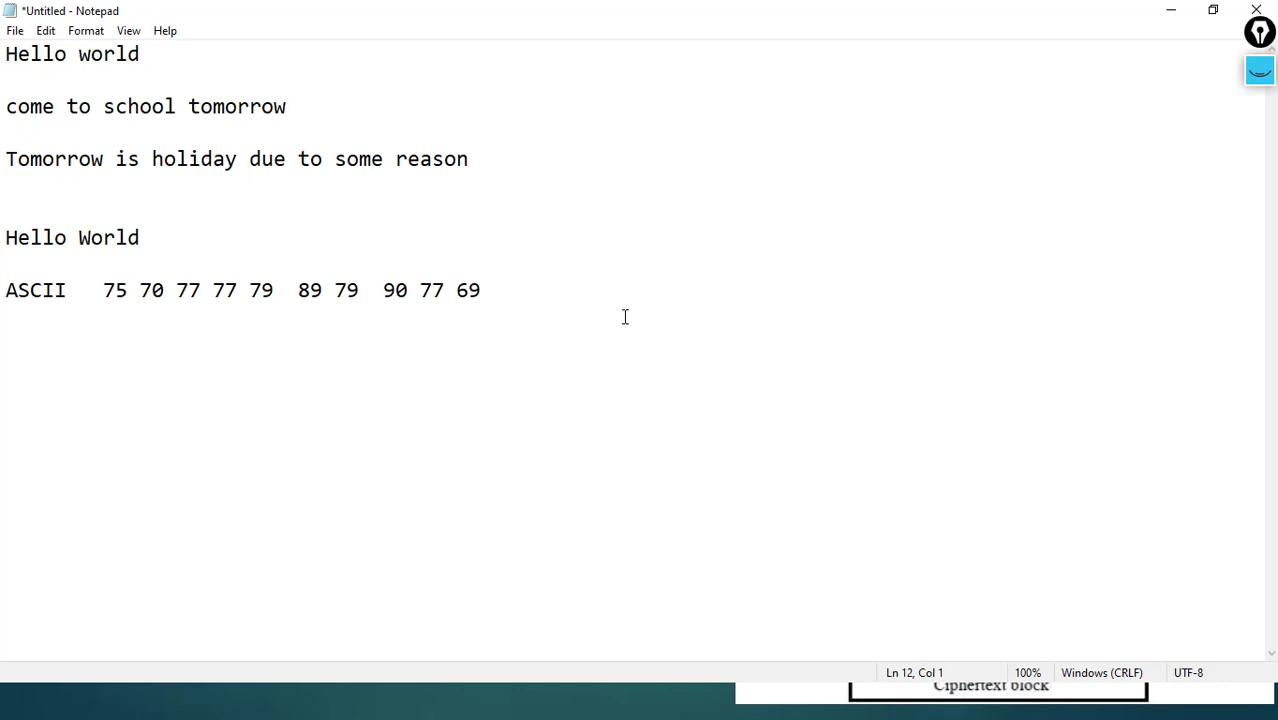 *Untitled - Notepad
File Edit Format View Help
Hello world
come to school tomorrow
Tomorrow is holiday due to some reason
Hello World
ASCII 75 70 77 77 79 89 79 90 77 69
Ln 12, Col 1 100% Windows (CRLF) UTF-8
Ciphertext block